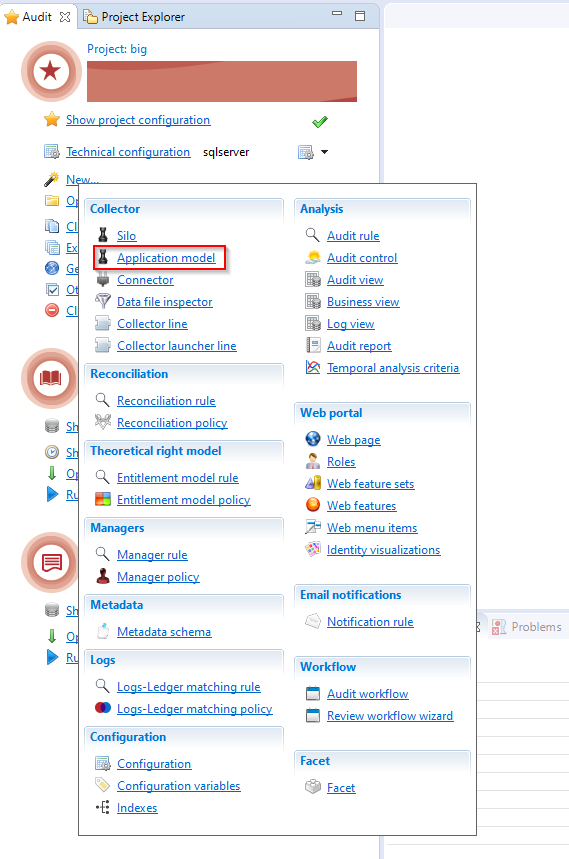 Audit
Project Explorer
Project: big
Show project configuration
Technical configuration sqlserver
New...
Op
Cl
Ex
Ge
Ot
Cl
Sh
Sh
Op
Ru
Sh
Op
Ru
Collector
Silo
Application model
Connector
Data file inspector
Collector line
Collector launcher line
Reconciliation
Reconciliation rule
Reconciliation policy
Theoretical right model
Entitlement model rule
Entitlement model policy
Managers
Manager rule
Manager policy
Metadata
Metadata schema
Logs
Logs-Ledger matching rule
Logs-Ledger matching policy
Configuration
Configuration
Configuration variables
Indexes
Analysis
Audit rule
Audit control
Audit view
Business view
Log view
Audit report
Temporal analysis criteria
Web portal
Web page
Roles
Web feature sets
Web features
Web menu items
Identity visualizations
Email notifications
Notification rule
Workflow
Audit workflow
Review workflow wizard
Facet
Facet
Problems